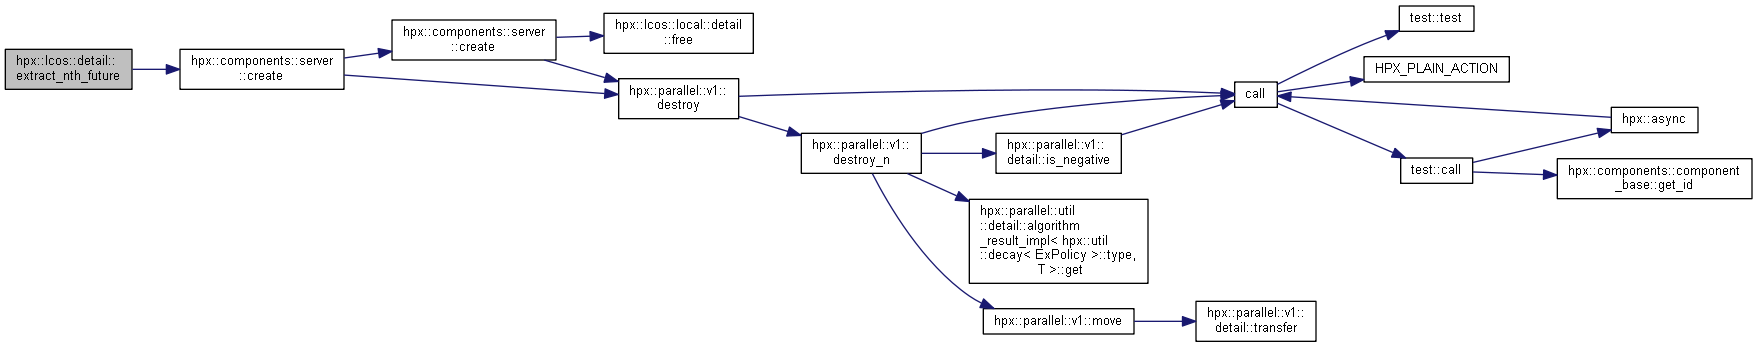 hpx::lcos::detail::
extract_nth_future
hpx::components::server
::create
hpx::components::server
::create
hpx::lcos::local::detail
::free
hpx::parallel::v1::
destroy
hpx::parallel::v1::
destroy_n
hpx::parallel::v1::
detail::is_negative
hpx::parallel::util
::detail::algorithm
_result_impl< hpx::util
::decay< ExPolicy >::type,
T >::get
hpx::parallel::v1::move
hpx::parallel::v1::
detail::transfer
call
test::test
HPX_PLAIN_ACTION
test::call
hpx::async
hpx::components::component
_base::get_id